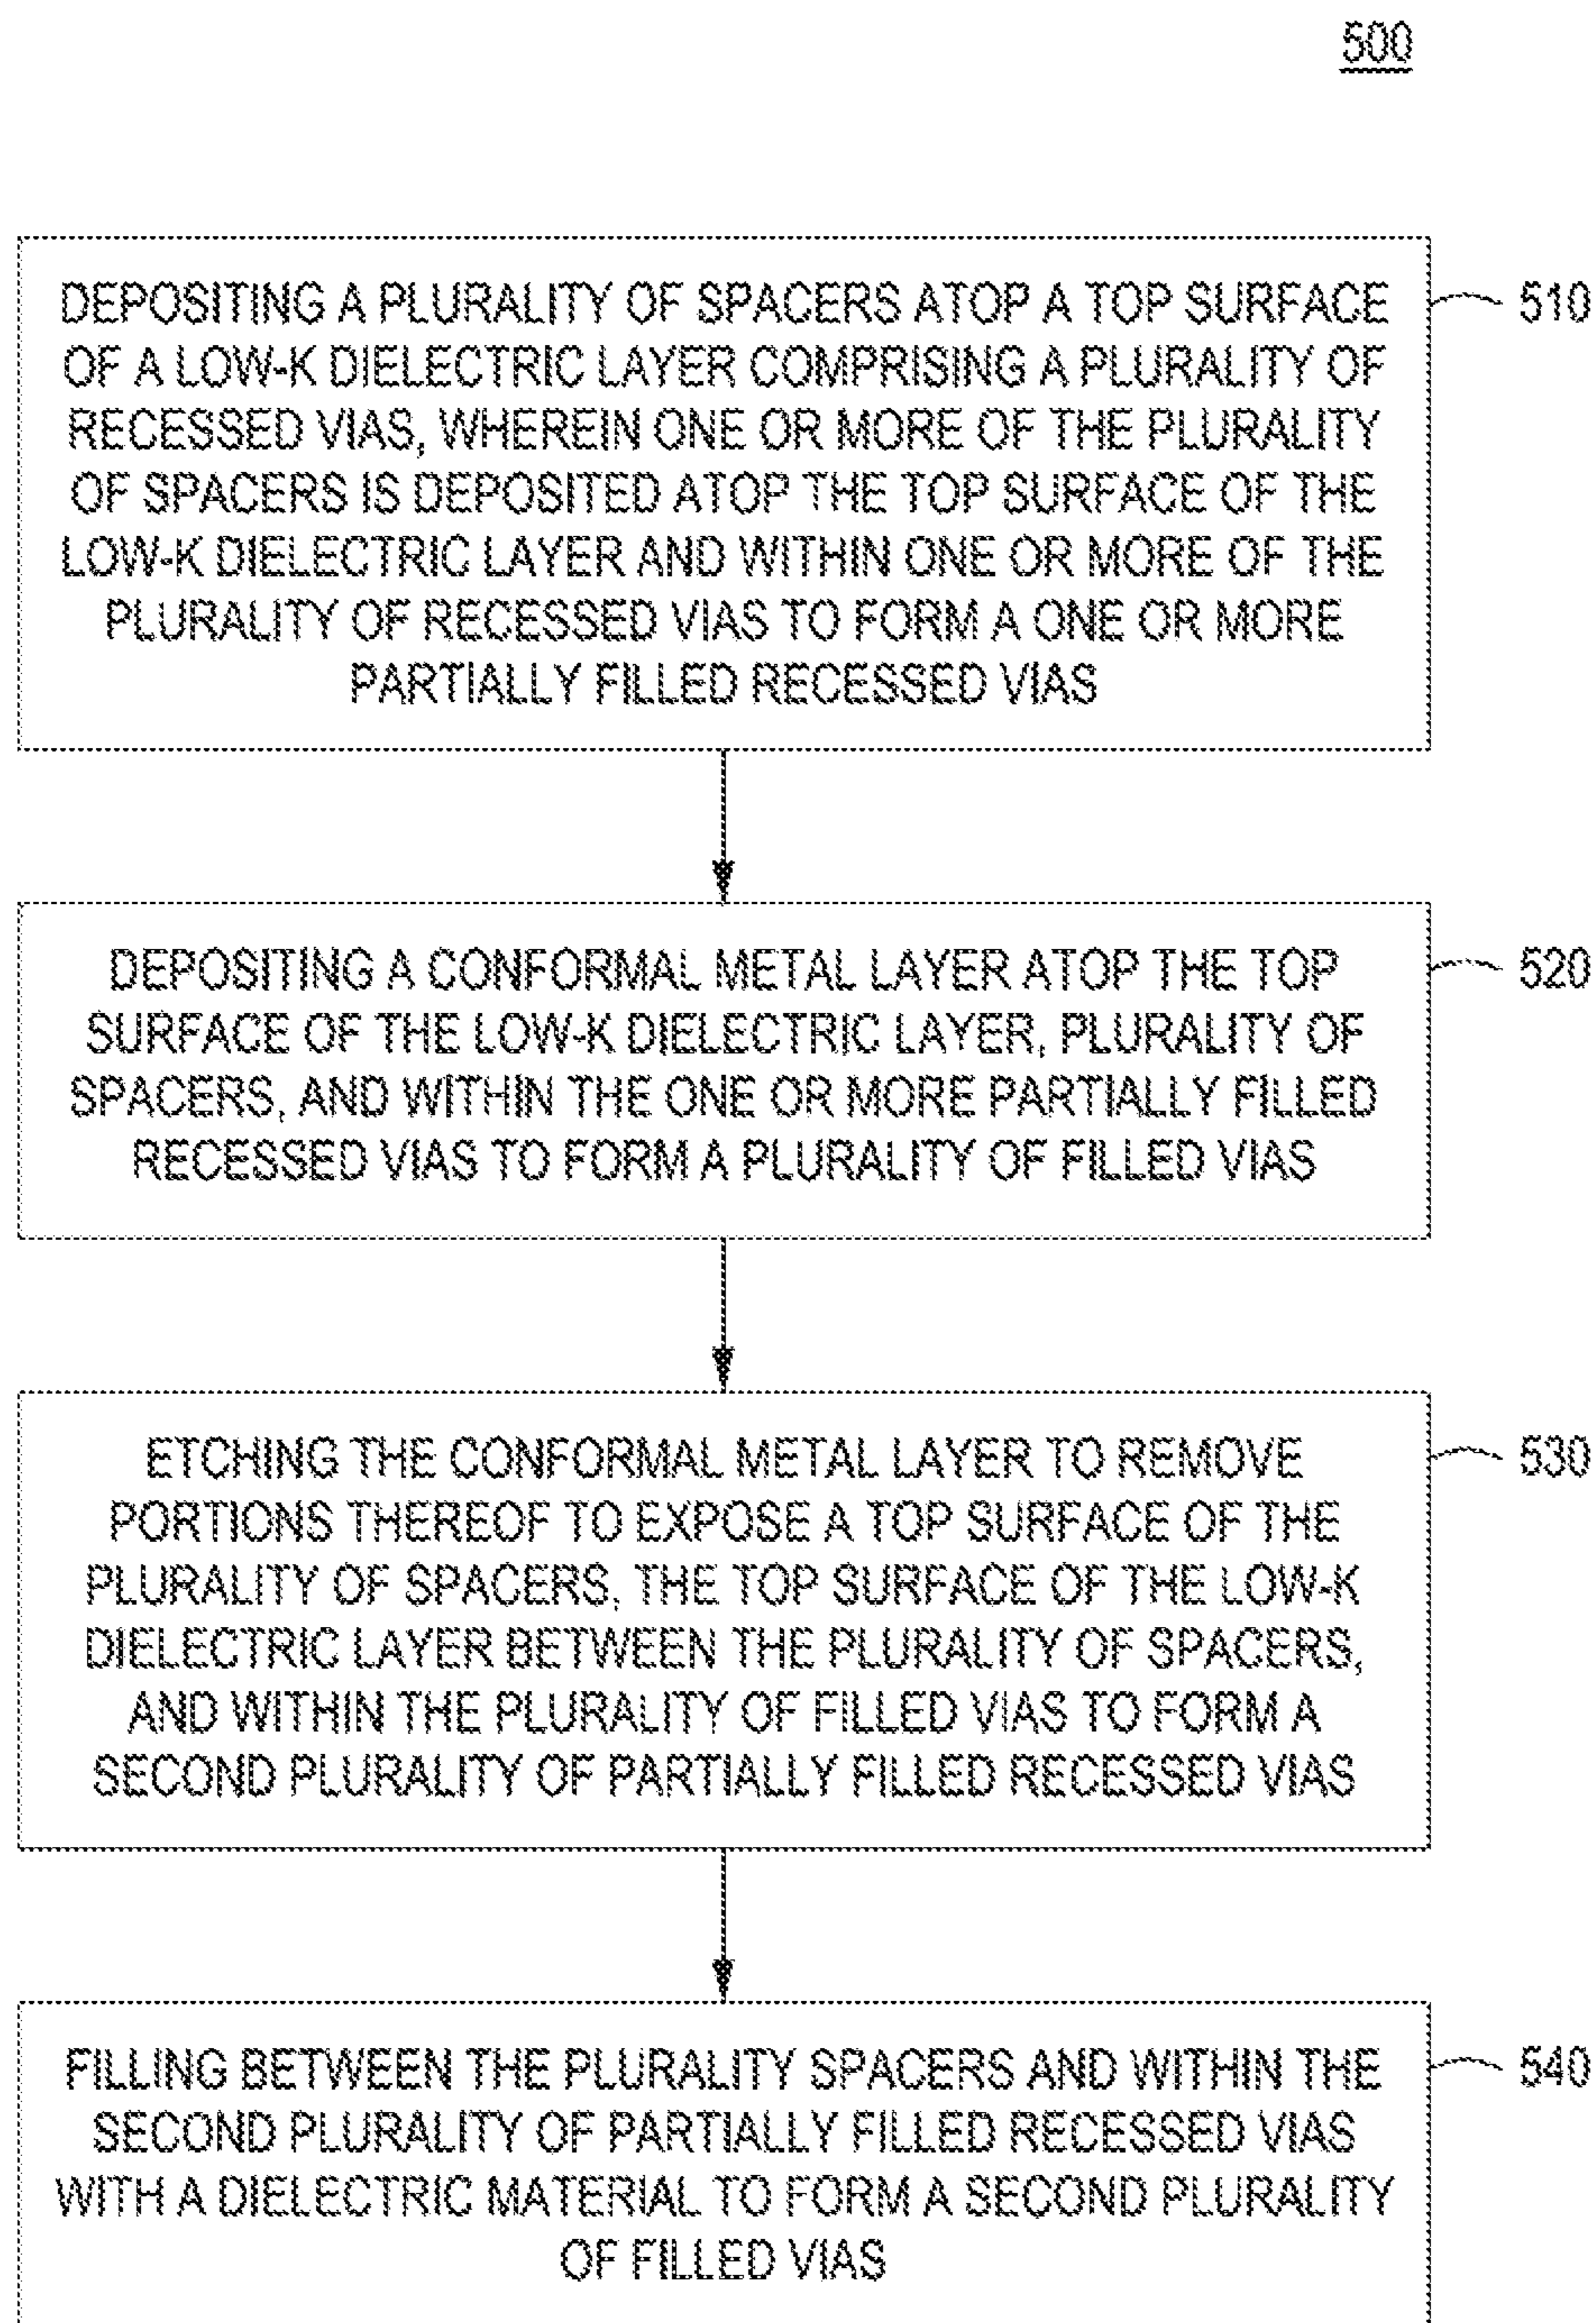 500
DEPOSITING A PLURALITY OF SPACERS ATOP A TOP SURFACE
OF A LOW-K DIELECTRIC LAYER COMPRISING A PLURALITY OF
RECESSED VIAS, WHEREIN ONE OR MORE OF THE PLURALITY
OF SPACERS IS DEPOSITED ATOP THE TOP SURFACE OF THE
LOW-K DIELECTRIC LAYER AND WITHIN ONE OR MORE OF THE
PLURALITY OF RECESSED VIAS TO FORM A ONE OR MORE
PARTIALLY FILLED RECESSED VIAS
510
DEPOSITING A CONFORMAL METAL LAYER ATOP THE TOP
SURFACE OF THE LOW-K DIELECTRIC LAYER, PLURALITY OF
SPACERS, AND WITHIN THE ONE OR MORE PARTIALLY FILLED
RECESSED VIAS TO FORM A PLURALITY OF FILLED VIAS
520
ETCHING THE CONFORMAL METAL LAYER TO REMOVE
PORTIONS THEREOF TO EXPOSE A TOP SURFACE OF THE
PLURALITY OF SPACERS, THE TOP SURFACE OF THE LOW-K
DIELECTRIC LAYER BETWEEN THE PLURALITY OF SPACERS,
AND WITHIN THE PLURALITY OF FILLED VIAS TO FORM A
SECOND PLURALITY OF PARTIALLY FILLED RECESSED VIAS
530
FILLING BETWEEN THE PLURALITY SPACERS AND WITHIN THE
SECOND PLURALITY OF PARTIALLY FILLED RECESSED VIAS
WITH A DIELECTRIC MATERIAL TO FORM A SECOND PLURALITY
OF FILLED VIAS
540